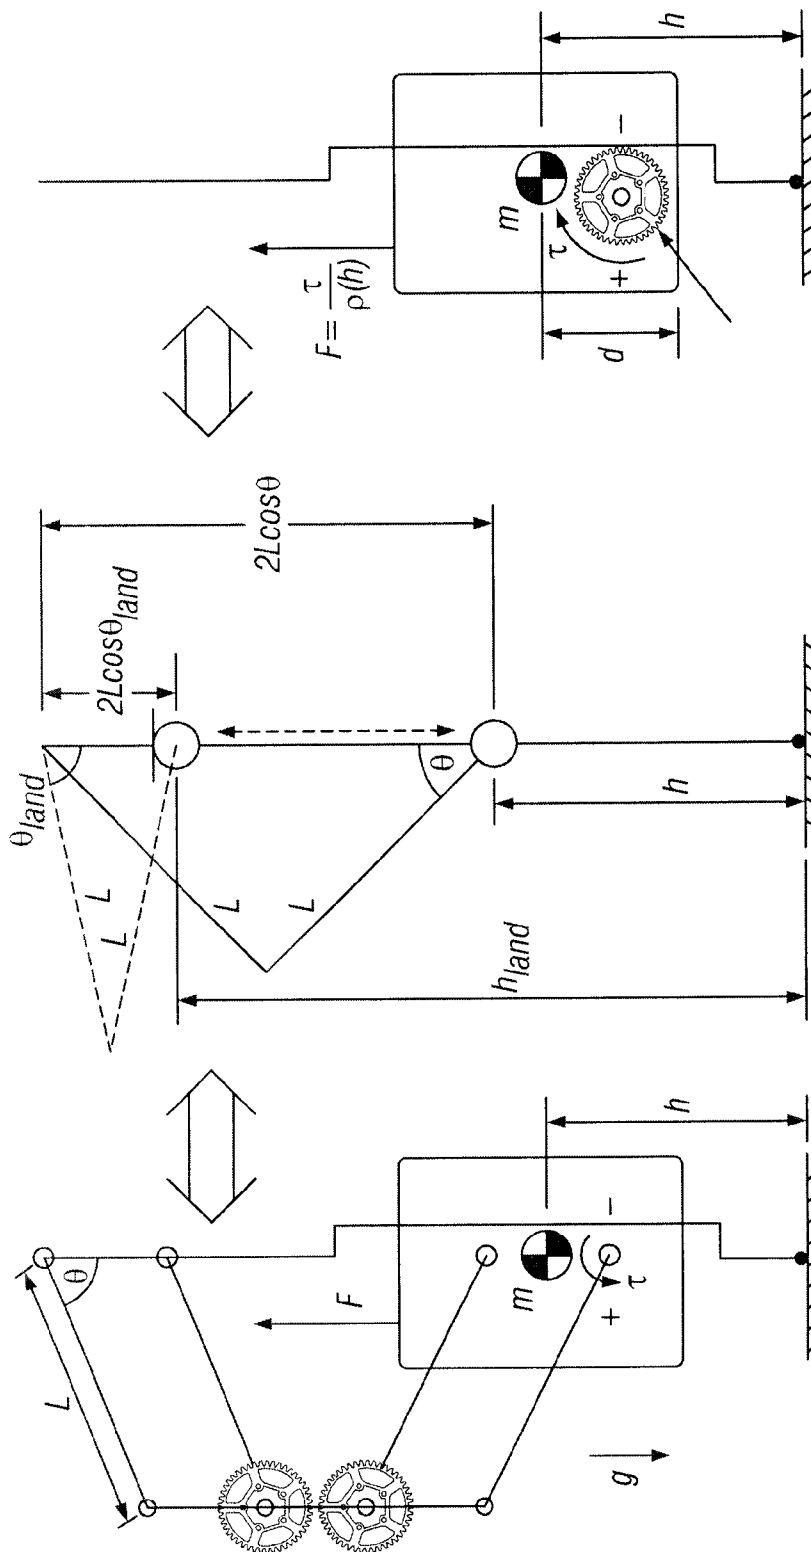 L
θ
F
m
+ −
τ
g
h
θland
L
L
L
L
hland
2Lcosθland
2Lcosθ
θ
h
F = τ / ρ(h)
m
τ
+ −
d
h